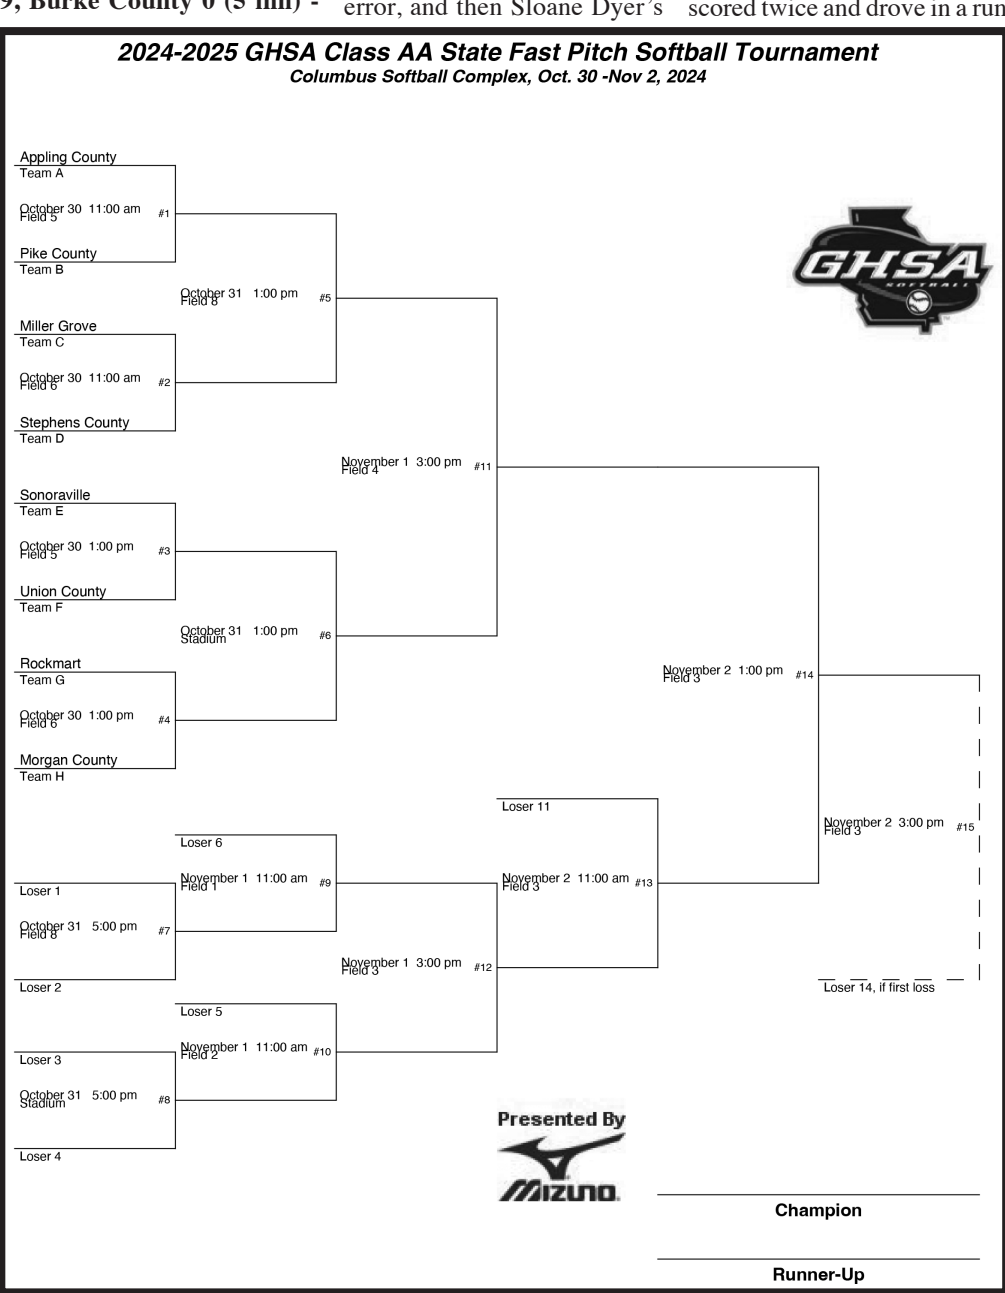 9, Burke County 0 (5 inn) -
error, and then Sloane Dyer's
scored twice and drove in a run
2024-2025 GHSA Class AA State Fast Pitch Softball Tournament
Columbus Softball Complex, Oct. 30 -Nov 2, 2024
Appling County
Team A
October 30 11:00 am #1
Field 5
Pike County
Team B
October 31 1:00 pm #5
Field 8
Miller Grove
Team C
October 30 11:00 am #2
Field 6
Stephens County
Team D
November 1 3:00 pm #11
Field 4
Sonoraville
Team E
October 30 1:00 pm #3
Field 5
Union County
Team F
October 31 1:00 pm #6
Stadium
Rockmart
Team G
October 30 1:00 pm #4
Field 6
Morgan County
Team H
GHSA
SOFTBALL
November 2 1:00 pm #14
Field 3
Loser 11
November 2 3:00 pm #15
Field 3
Loser 6
November 1 11:00 am #9
Field 1
November 2 11:00 am #13
Field 3
Loser 1
October 31 5:00 pm #7
Field 8
Loser 2
November 1 3:00 pm #12
Field 3
Loser 14, if first loss
Loser 5
November 1 11:00 am #10
Field 2
Loser 3
October 31 5:00 pm #8
Stadium
Loser 4
Presented By
MIZUNO
Champion
Runner-Up